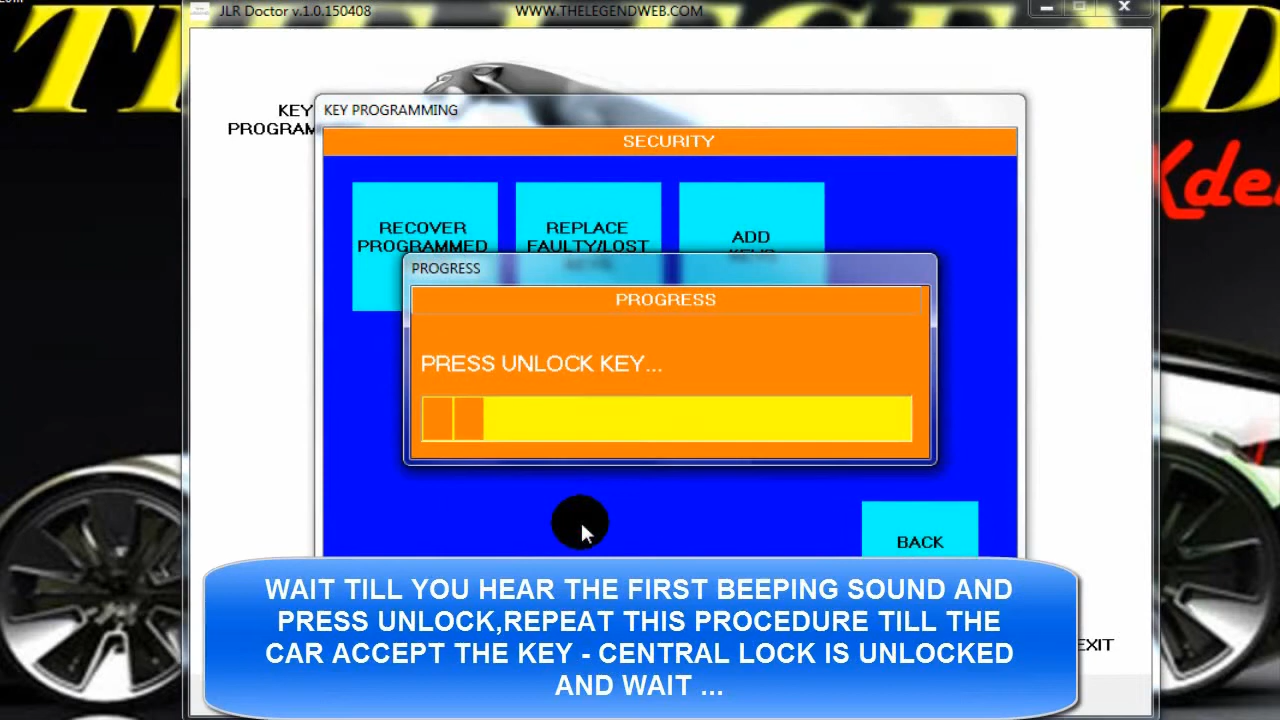 JLR Doctor v.1.0.150408
WWW.THELEGENDWEB.COM
KEY
KEY PROGRAMMING
SECURITY
RECOVER
PROGRAMMED
REPLACE
FAULTY/LOST
KEYS
ADD
KEYS
PROGRESS
PROGRESS
PRESS UNLOCK KEY...
BACK
WAIT TILL YOU HEAR THE FIRST BEEPING SOUND AND
PRESS UNLOCK,REPEAT THIS PROCEDURE TILL THE
CAR ACCEPT THE KEY - CENTRAL LOCK IS UNLOCKED
AND WAIT ...
EXIT